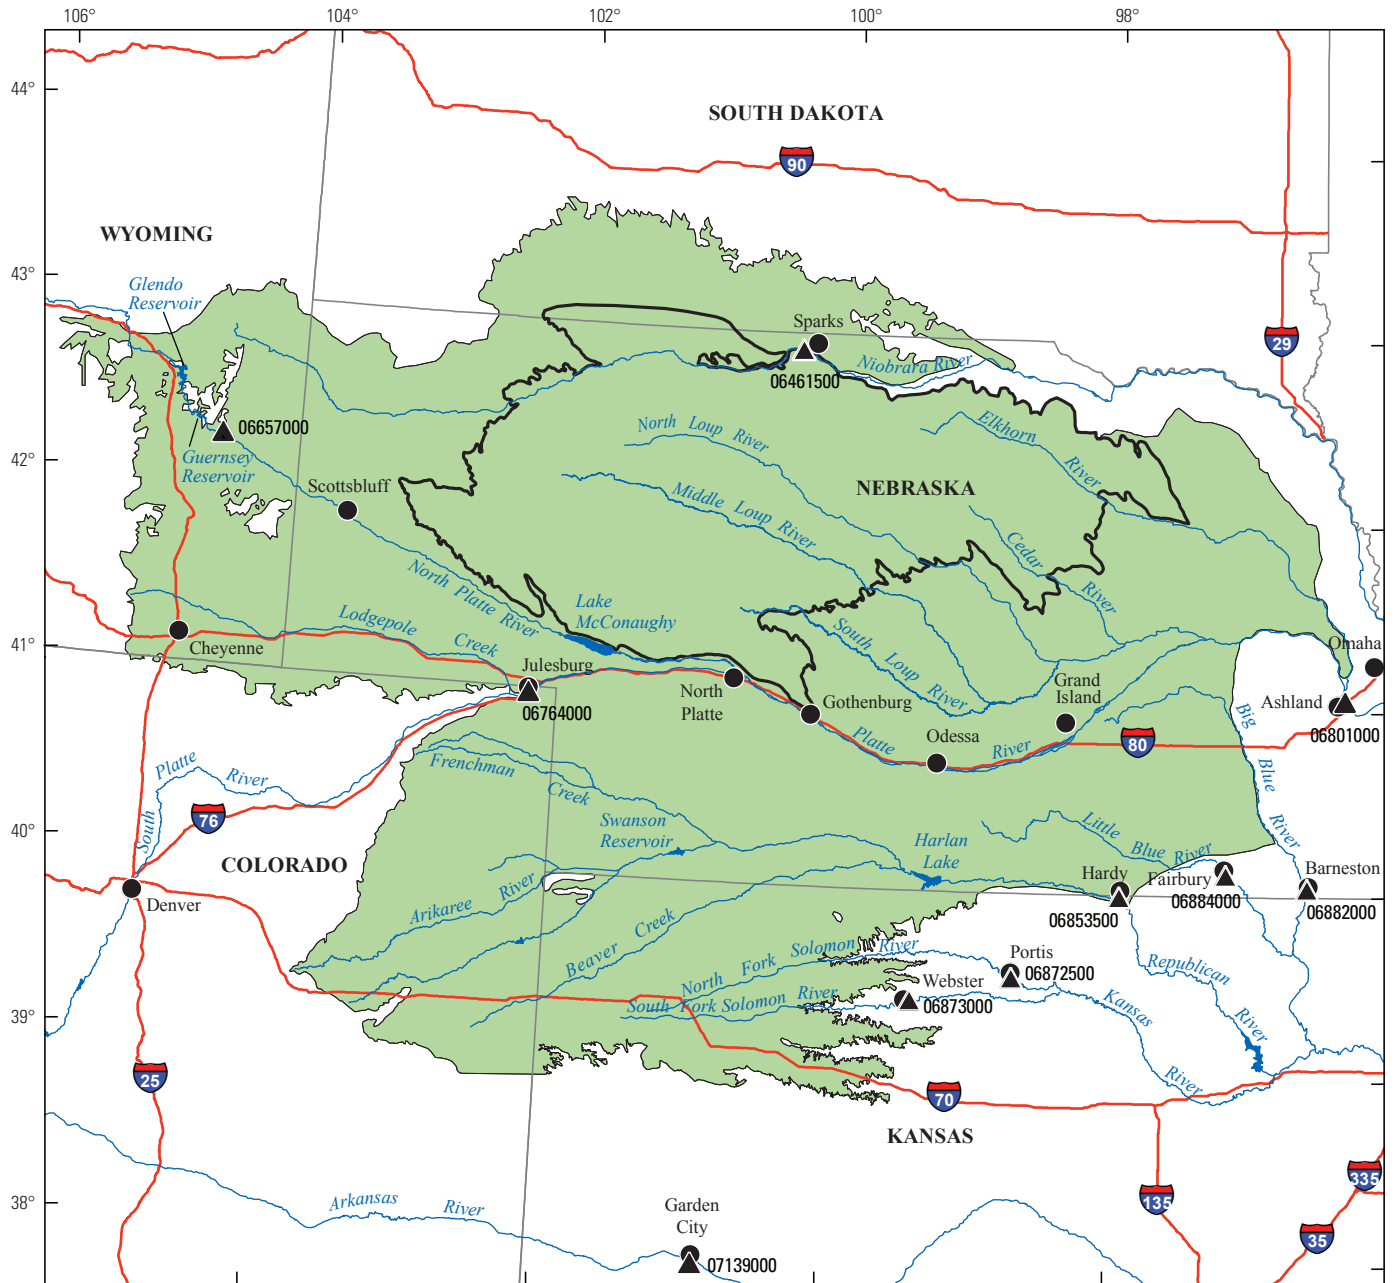 106°
104°
102°
100°
98°
44°
43°
42°
41°
40°
39°
38°
SOUTH DAKOTA
90
WYOMING
Glendo
Reservoir
29
Sparks
Niobrara River
06461500
06657000
North Loup River
Elkhorn
River
Guernsey
Reservoir
Scottsbluff
NEBRASKA
Middle Loup River
Cedar
River
North Platte River
Lake
McConaughy
Lodgepole
Creek
Cheyenne
South
Loup River
Omaha
Julesburg
06764000
North
Platte
Gothenburg
Grand
Island
Ashland
06801000
Odessa
Platte
River
80
Big
Blue
River
South
Platte
River
76
Frenchman
Creek
Swanson
Reservoir
Harlan
Lake
Little
Blue River
COLORADO
Denver
Arikaree
River
Hardy
06853500
Fairbury
06884000
Barneston
06882000
Beaver Creek
North Fork Solomon River
Portis
06872500
Republican
River
South Fork Solomon River
Webster
06873000
Kansas
River
25
70
KANSAS
335
135
35
Arkansas River
Garden
City
07139000